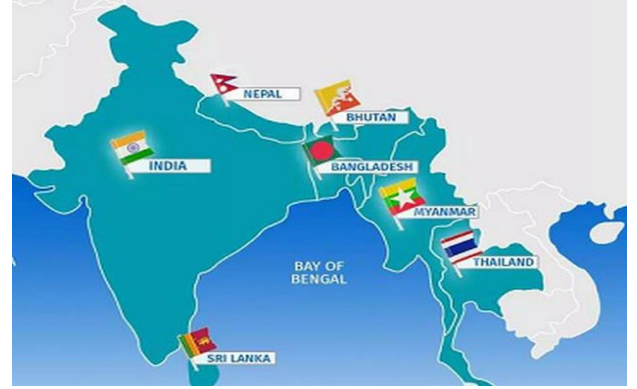 NEPAL
BHUTAN
INDIA
BANGLADESH
MYANMAR
THAILAND
BAY OF
BENGAL
SRI LANKA